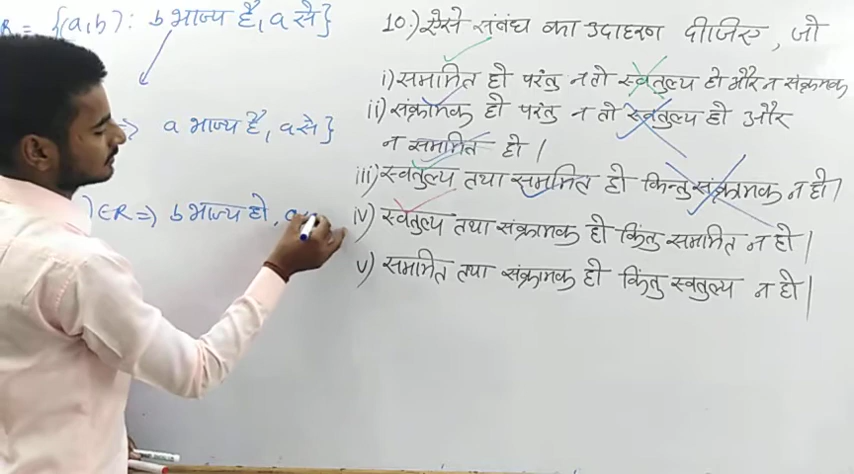 R = {(a,b): b भाज्य है, a से}
=> a भाज्य है, a से}
) ∈ R => b भाज्य हो, a
10.) ऐसे संबंध का उदाहरण दीजिए, जो
i) सममित हो परंतु न तो स्वतुल्य हो और न संक्रामक
ii) संक्रामक हो परंतु न तो स्वतुल्य हो और
न सममित हो |
iii) स्वतुल्य तथा सममित हो किन्तु संक्रामक न हो |
iv) स्वतुल्य तथा संक्रामक हो किंतु सममित न हो |
v) सममित तथा संक्रामक हो किंतु स्वतुल्य न हो |